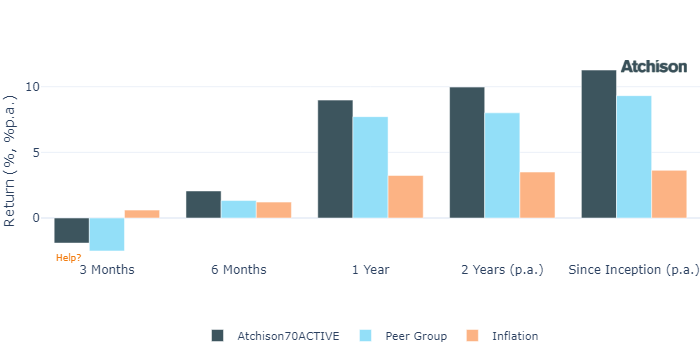 Atchison
10
5
0
Return (%, %p.a.)
Help?
3 Months
6 Months
1 Year
2 Years (p.a.)
Since Inception (p.a.)
Atchison70ACTIVE
Peer Group
Inflation